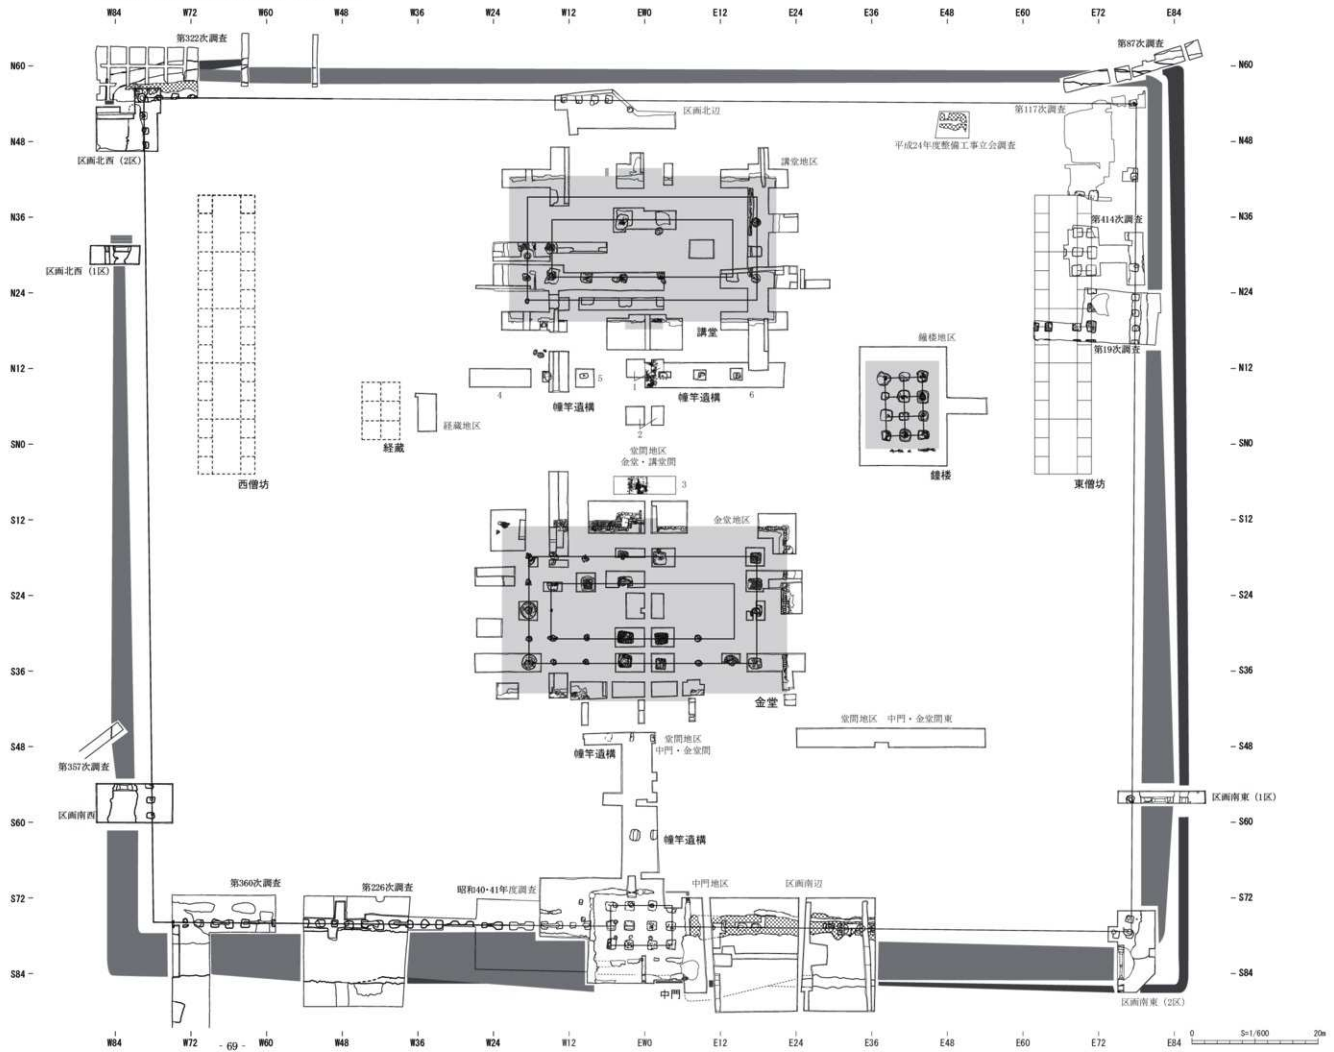 W84 W72 W60 W48 W36 W24 W12 EW0 E12 E24 E36 E48 E60 E72 E84
第322次調査
第87次調査
N60
N60
第117次調査
区画北辺
平成24年度整備工事立会調査
N48
N48
区画北西（2区）
講堂地区
N36
N36
第414次調査
区画北西（1区）
N24
N24
講堂
鐘楼地区
第19次調査
N12
N12
4
5
1
6
幢竿遺構
幢竿遺構
経蔵地区
2
経蔵
SN0
SN0
堂間地区
金堂・講堂間
鐘楼
西僧坊
3
東僧坊
S12
金堂地区
S12
S24
S24
S36
S36
金堂
堂間地区 中門・金堂間東
堂間地区
中門・金堂間
幢竿遺構
S48
S48
第357次調査
区画南東（1区）
区画南西
S60
S60
幢竿遺構
第360次調査
第226次調査
昭和40・41年度調査
中門地区
区画南辺
S72
S72
S84
S84
中門
区画南東（2区）
W84 W72 W60 W48 W36 W24 W12 EW0 E12 E24 E36 E48 E60 E72 E84
0 S=1/600 20m
- 69 -